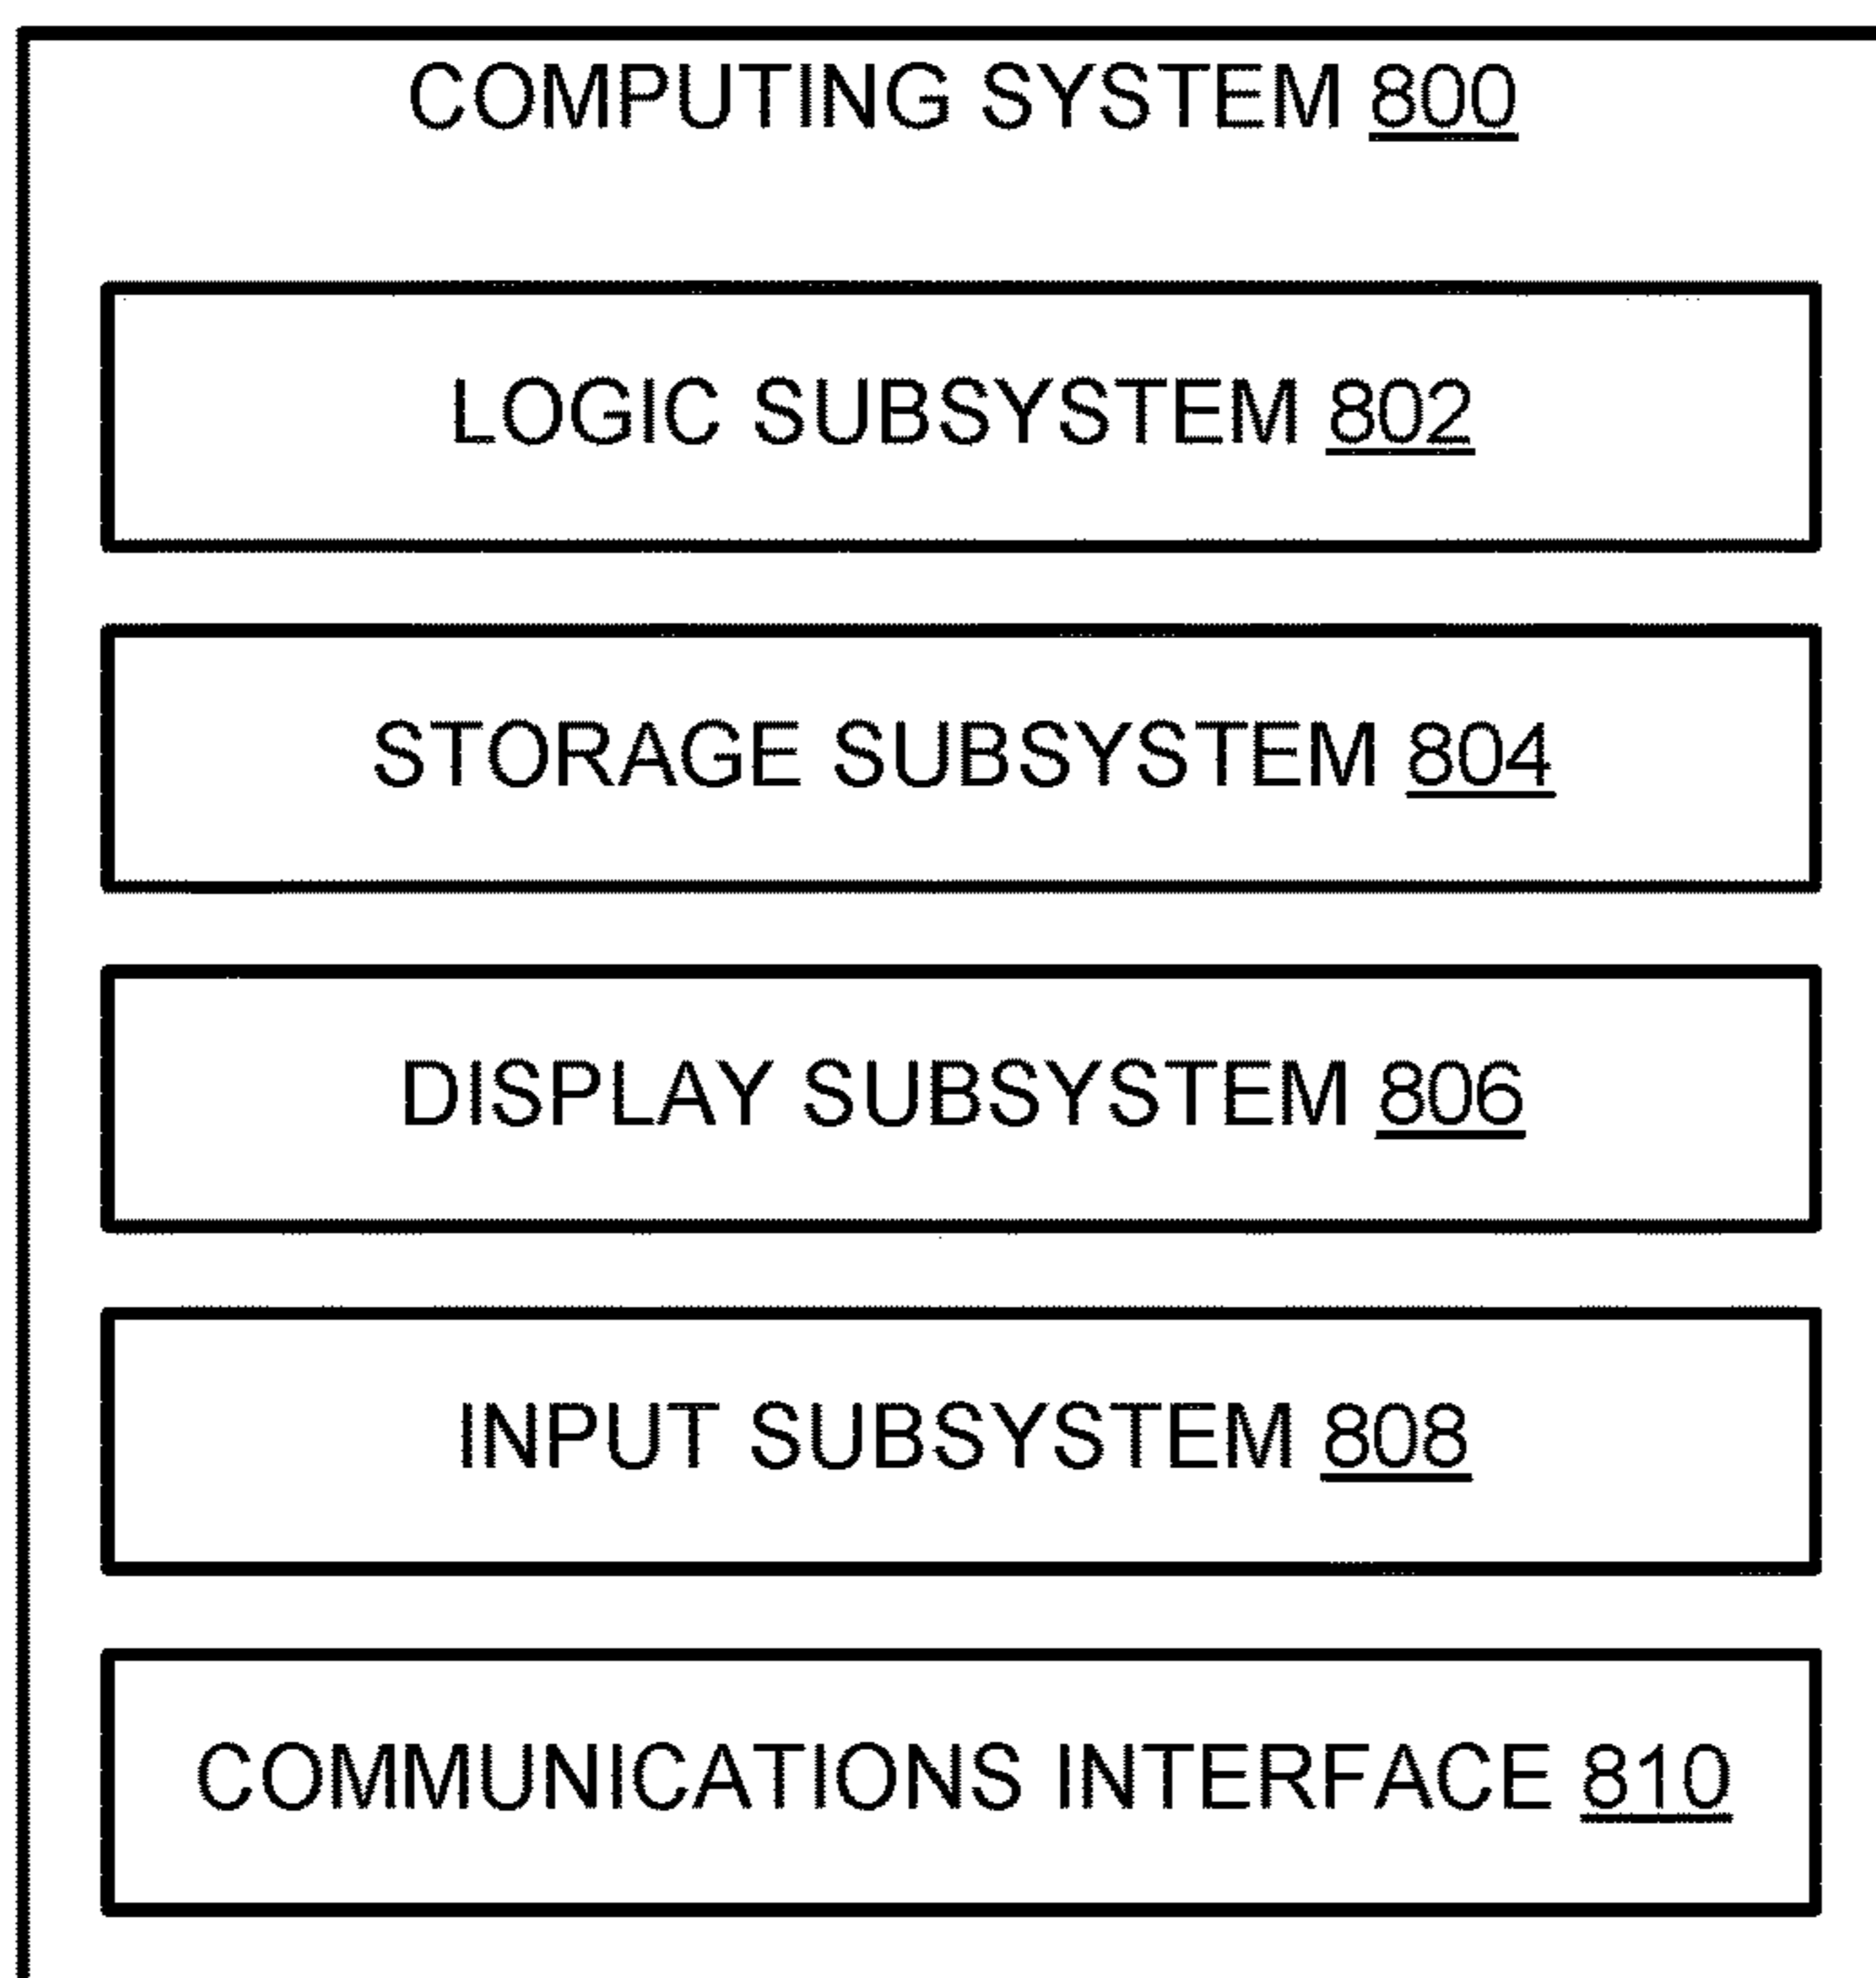 COMPUTING SYSTEM 800
LOGIC SUBSYSTEM 802
STORAGE SUBSYSTEM 804
DISPLAY SUBSYSTEM 806
INPUT SUBSYSTEM 808
COMMUNICATIONS INTERFACE 810